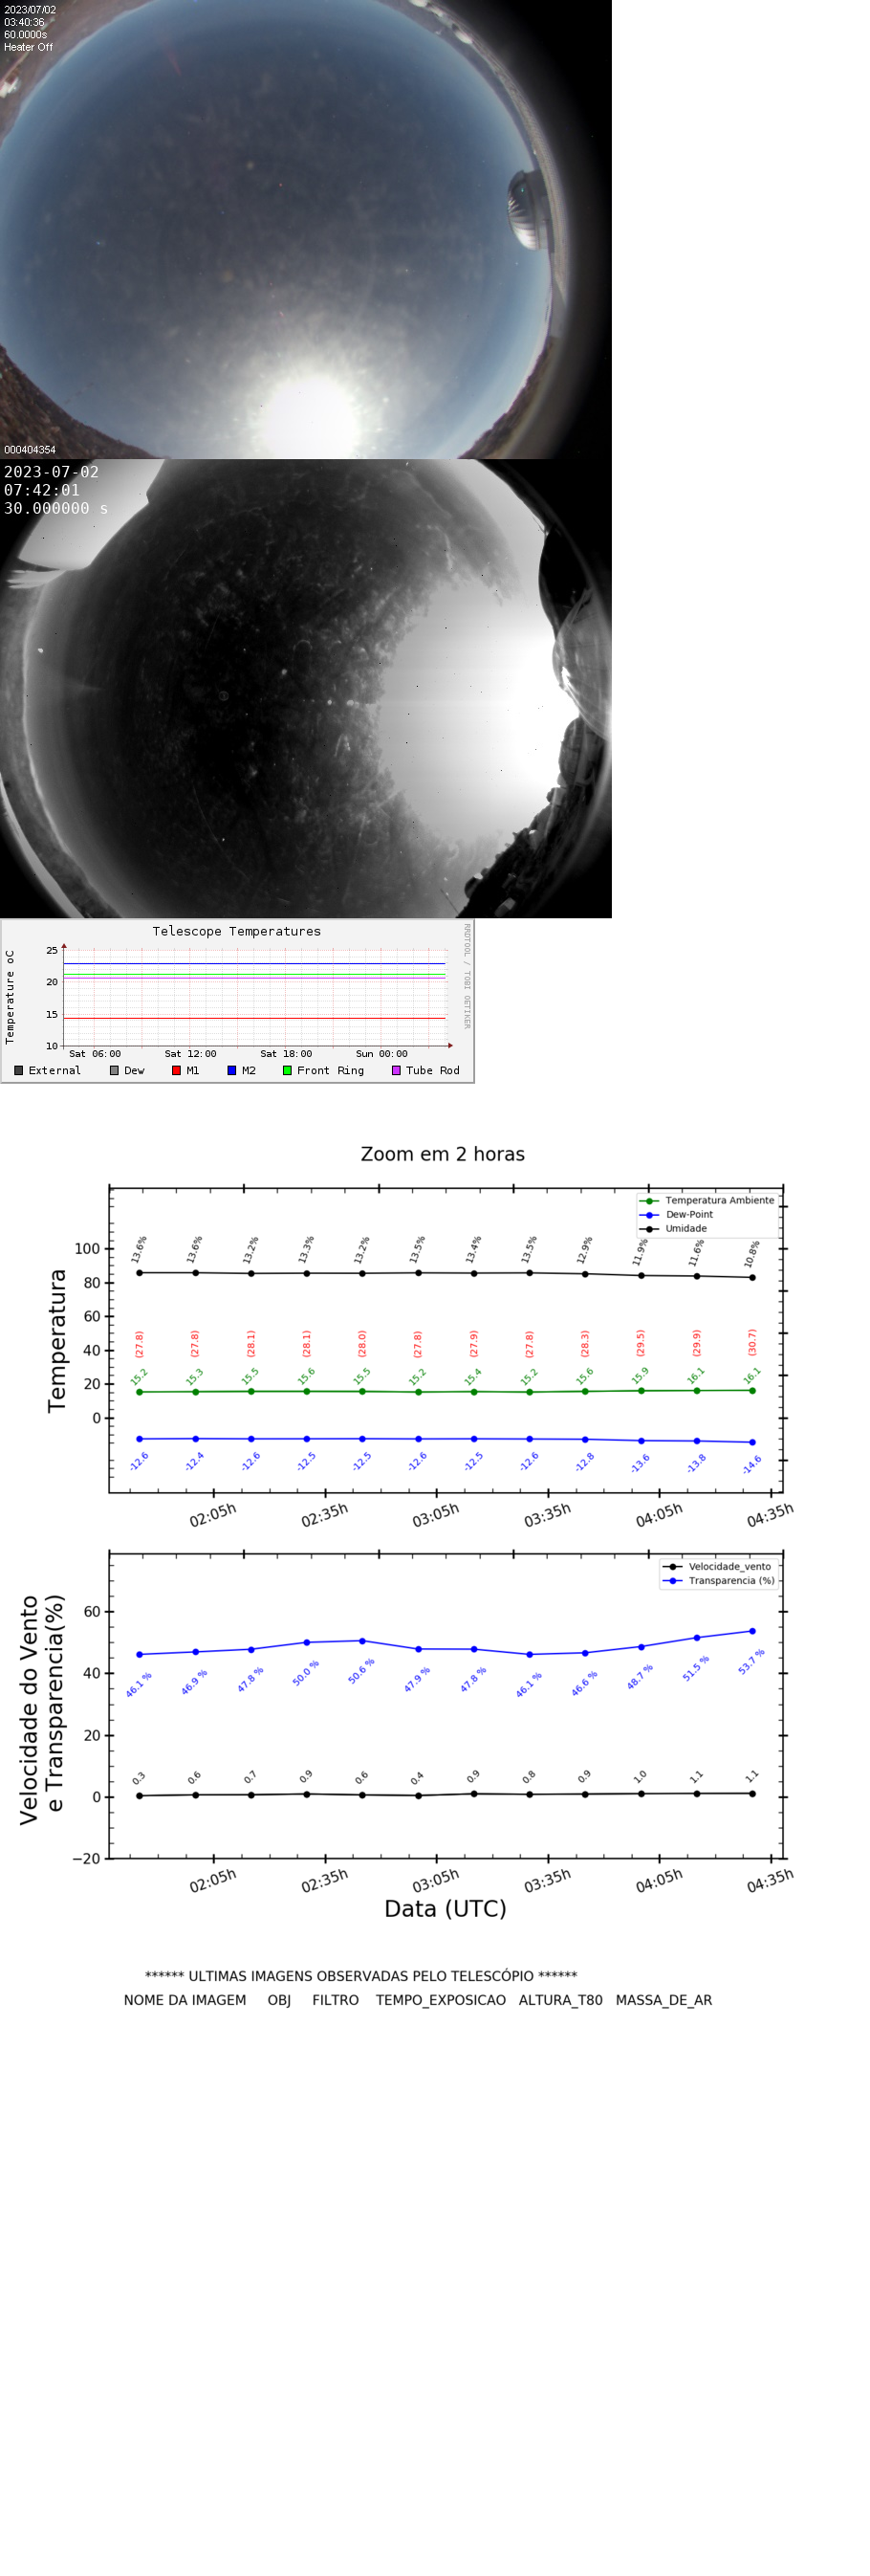 2023/07/02
03:40:36
60.0000s
Heater Off
000404354
2023-07-02
07:42:01
30.000000 s
Telescope Temperatures
RRDTOOL / TOBI OETIKER
Temperature oC
25
20
15
10
Sat 06:00 Sat 12:00 Sat 18:00 Sun 00:00
External Dew M1 M2 Front Ring Tube Rod
Zoom em 2 horas
Temperatura Ambiente
Dew-Point
Umidade
Temperatura
100
80
60
40
20
0
13.6% 13.6% 13.2% 13.3% 13.2% 13.5% 13.4% 13.5% 12.9% 11.9% 11.6% 10.8%
(27.8) (27.8) (28.1) (28.1) (28.0) (27.8) (27.9) (27.8) (28.3) (29.5) (29.9) (30.7)
15.2 15.3 15.5 15.6 15.5 15.2 15.4 15.2 15.6 15.9 16.1 16.1
-12.6 -12.4 -12.6 -12.5 -12.5 -12.6 -12.5 -12.6 -12.8 -13.6 -13.8 -14.6
02:05h 02:35h 03:05h 03:35h 04:05h 04:35h
Velocidade_vento
Transparencia (%)
Velocidade do Vento
e Transparencia(%)
60
40
20
0
−20
46.1 % 46.9 % 47.8 % 50.0 % 50.6 % 47.9 % 47.8 % 46.1 % 46.6 % 48.7 % 51.5 % 53.7 %
0.3 0.6 0.7 0.9 0.6 0.4 0.9 0.8 0.9 1.0 1.1 1.1
02:05h 02:35h 03:05h 03:35h 04:05h 04:35h
Data (UTC)
****** ULTIMAS IMAGENS OBSERVADAS PELO TELESCÓPIO ******
NOME DA IMAGEM OBJ FILTRO TEMPO_EXPOSICAO ALTURA_T80 MASSA_DE_AR